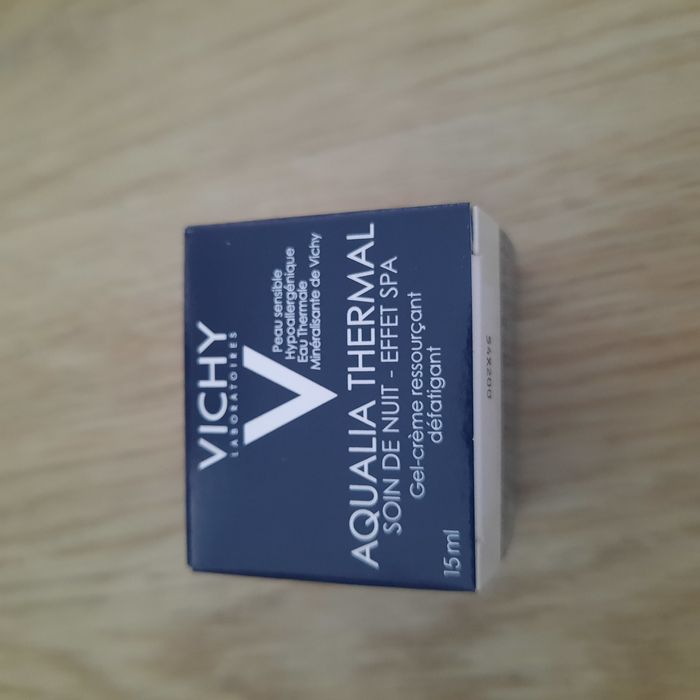 VICHY
LABORATOIRES
Peau sensible
Hypoallergénique
Eau Thermale
Minéralisante de Vichy
AQUALIA THERMAL
SOIN DE NUIT - EFFET SPA
Gel-crème ressourçant
défatigant
15 ml
54X200